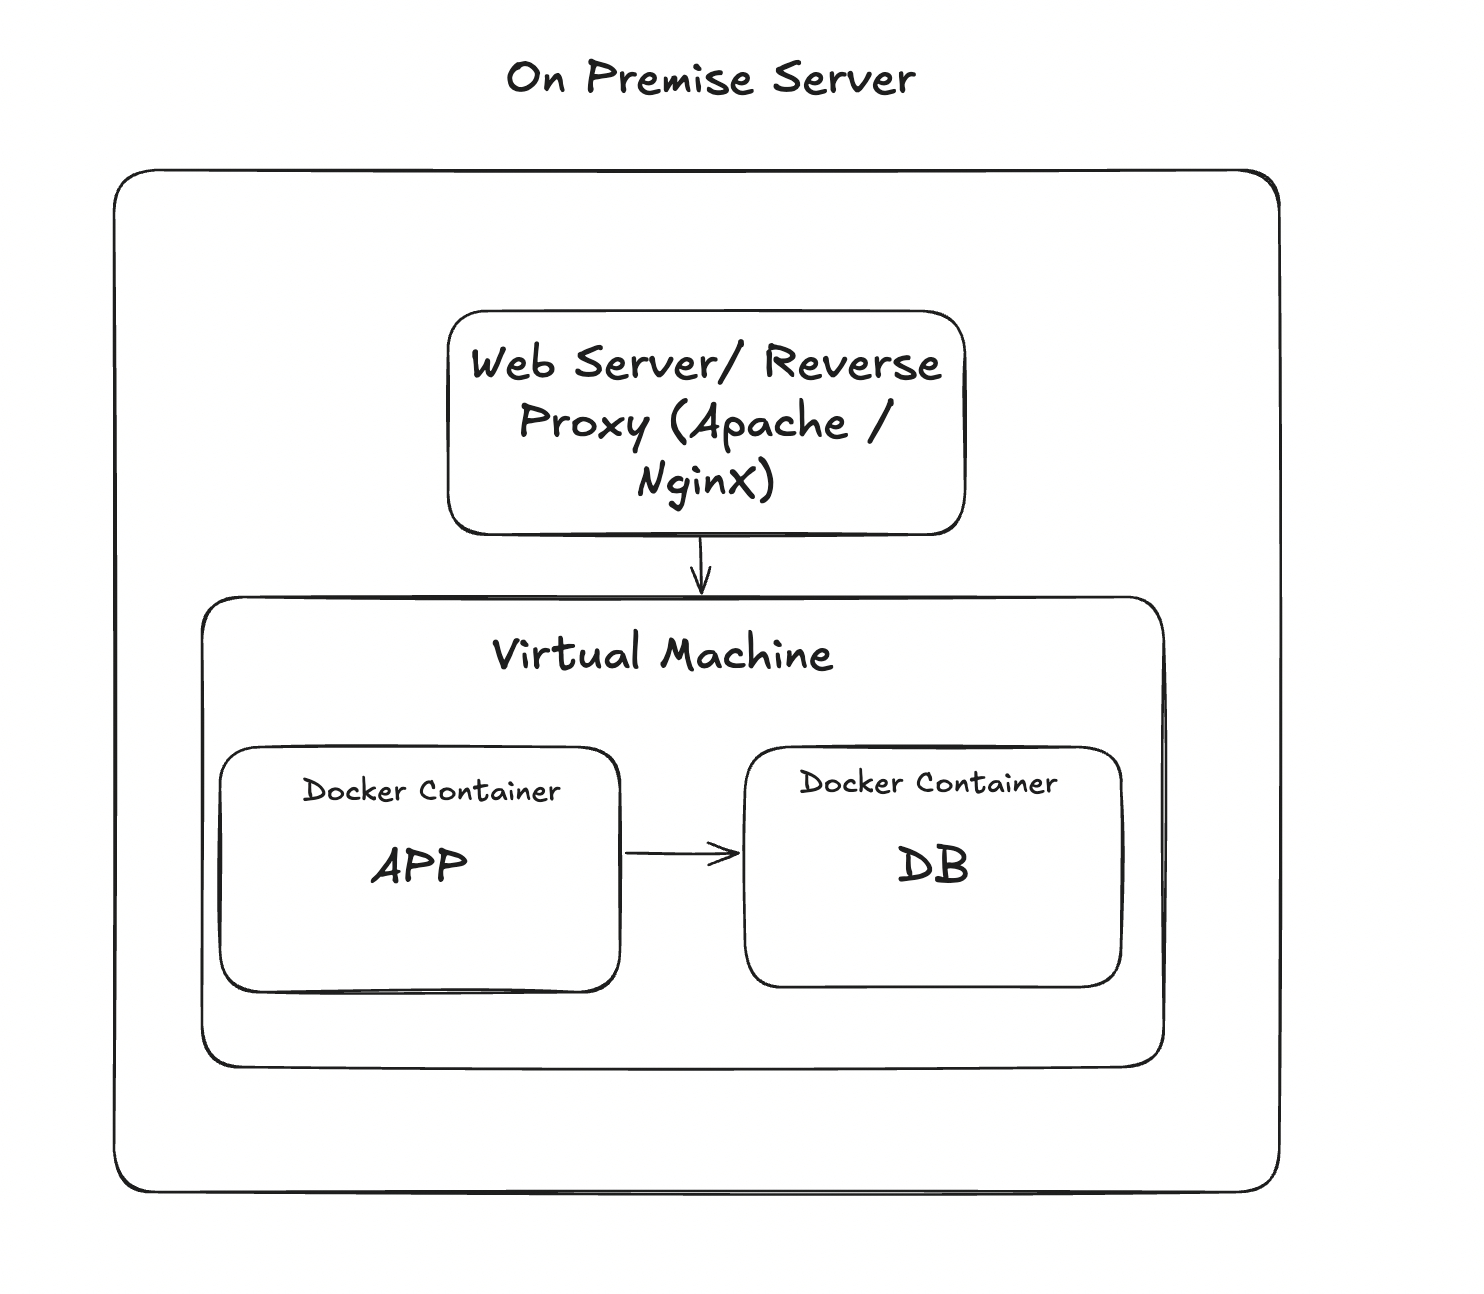 On Premise Server
Web Server/ Reverse
Proxy (Apache /
NginX)
Virtual Machine
Docker Container
APP
Docker Container
DB